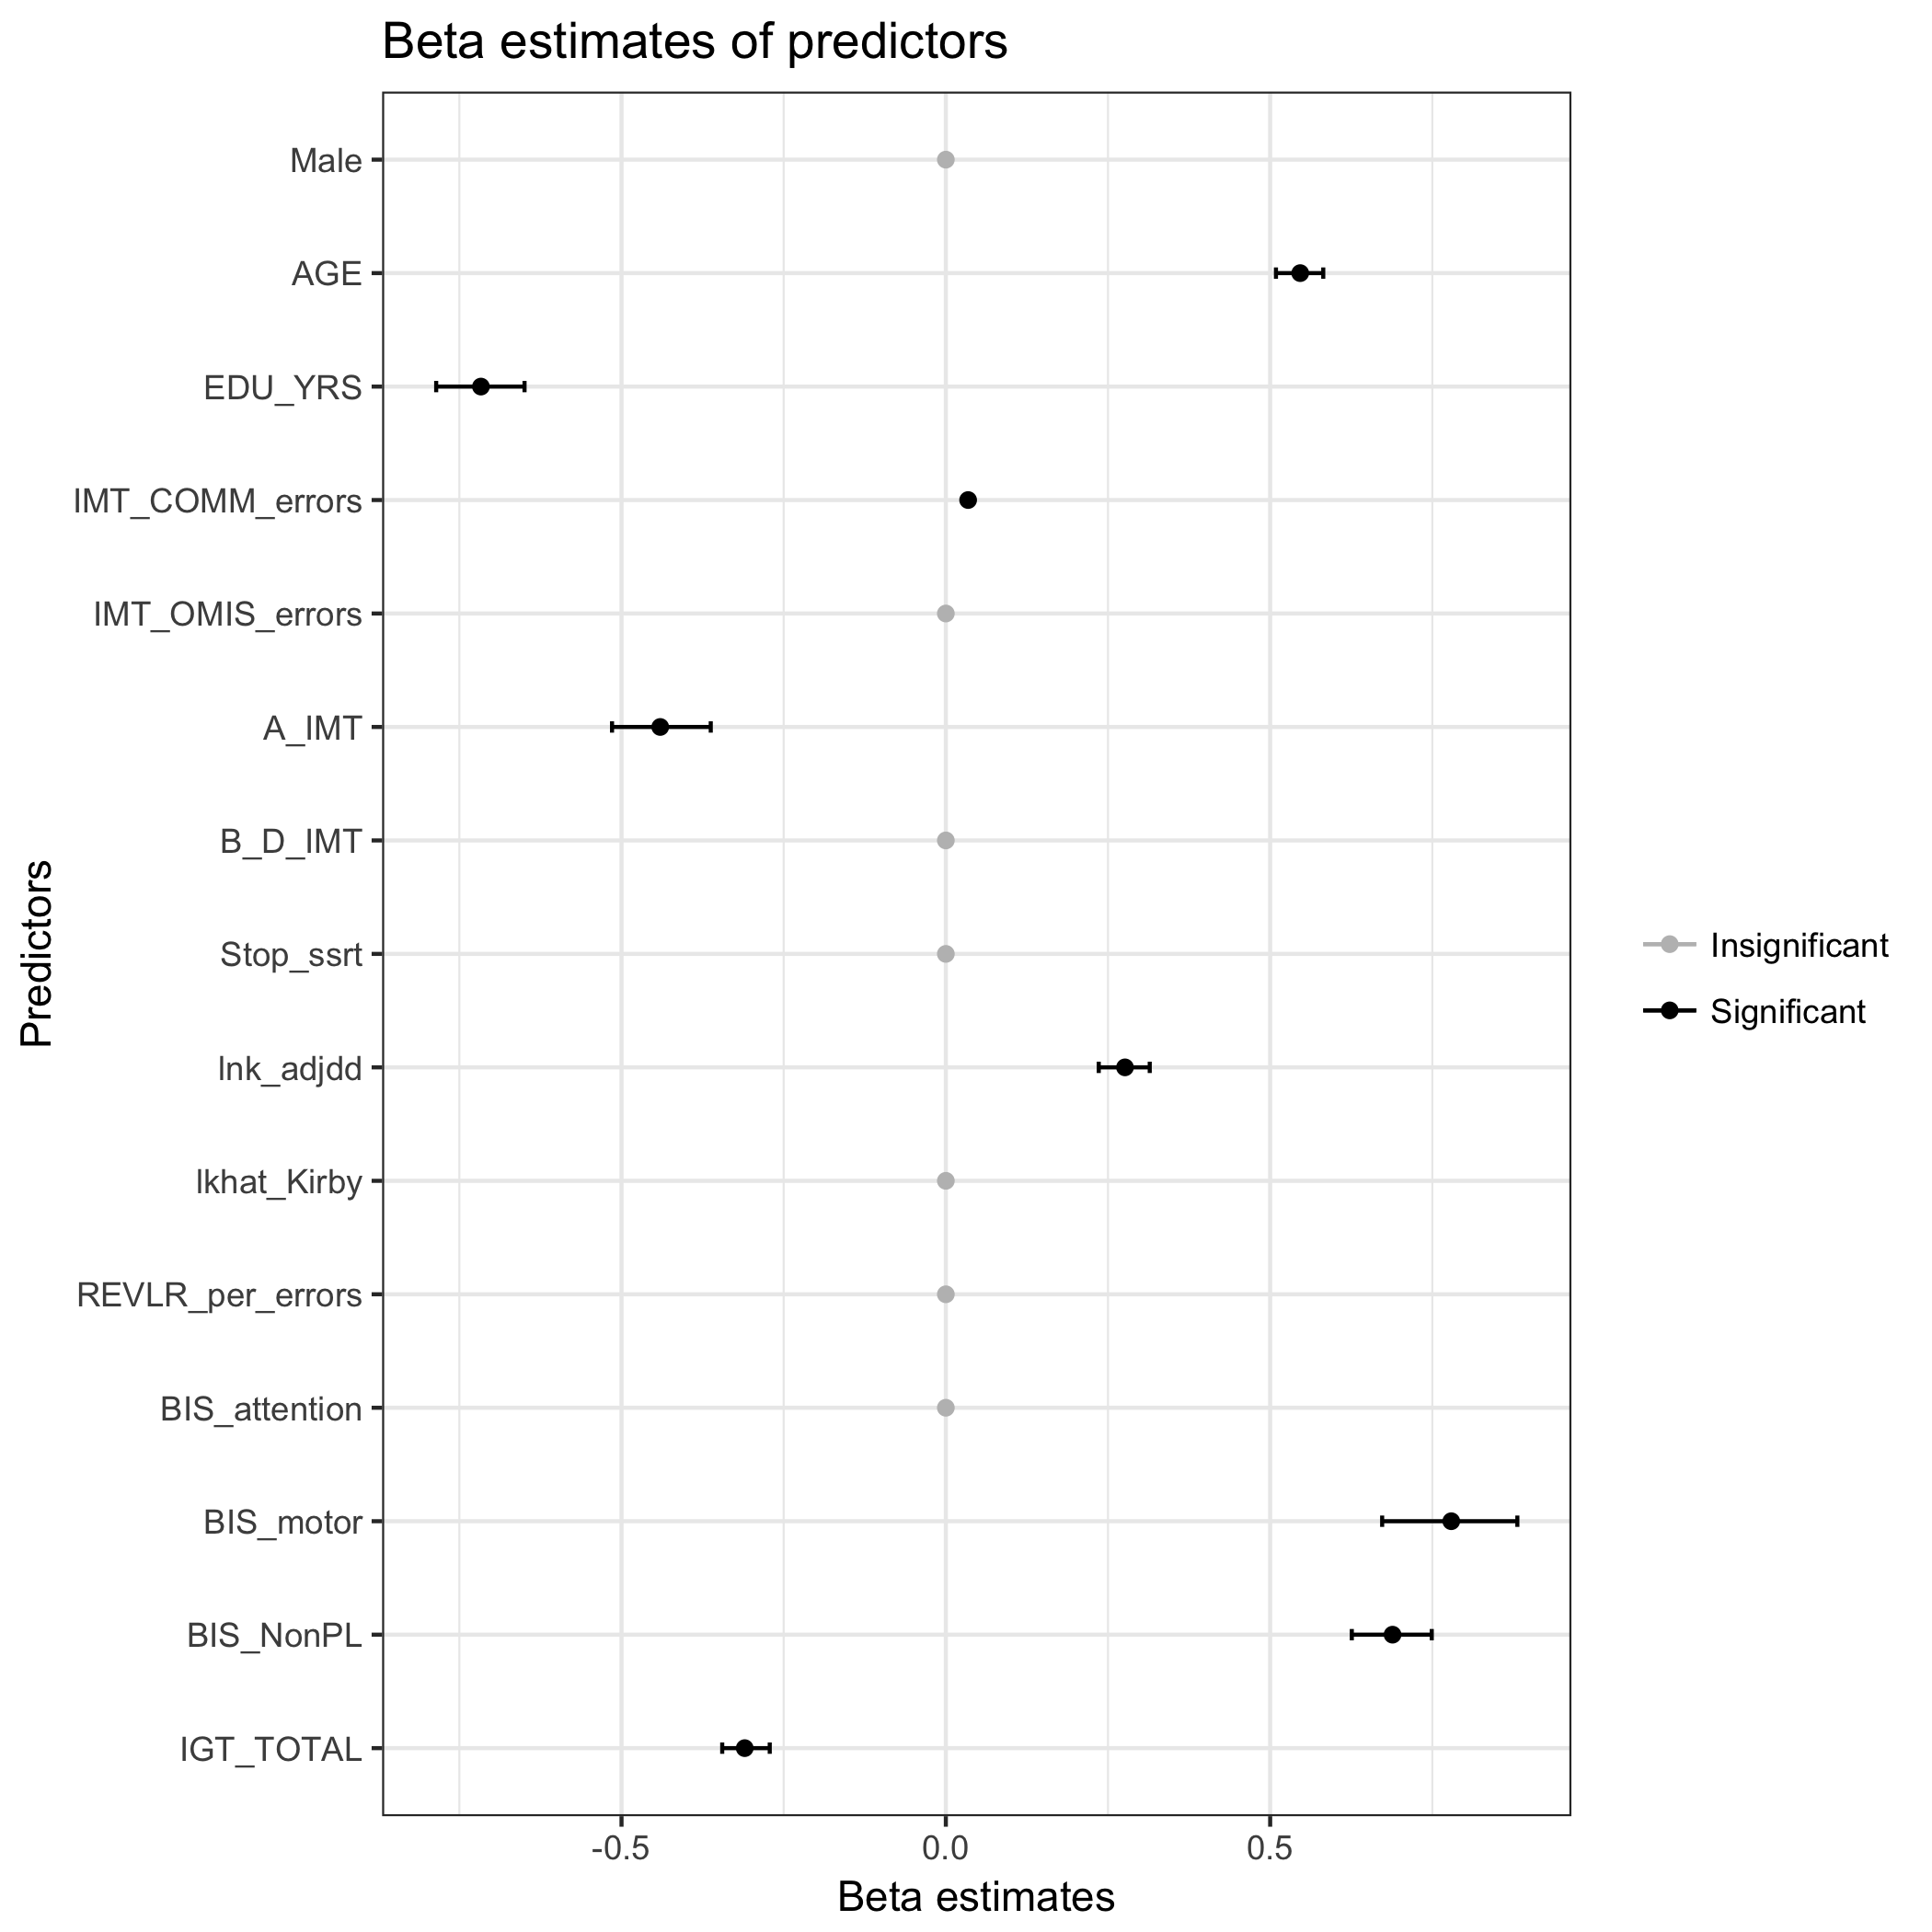 Beta estimates of predictors
Male
AGE
EDU_YRS
IMT_COMM_errors
IMT_OMIS_errors
A_IMT
B_D_IMT
Stop_ssrt
lnk_adjdd
lkhat_Kirby
REVLR_per_errors
BIS_attention
BIS_motor
BIS_NonPL
IGT_TOTAL
Predictors
-0.5 0.0 0.5
Beta estimates
Insignificant
Significant